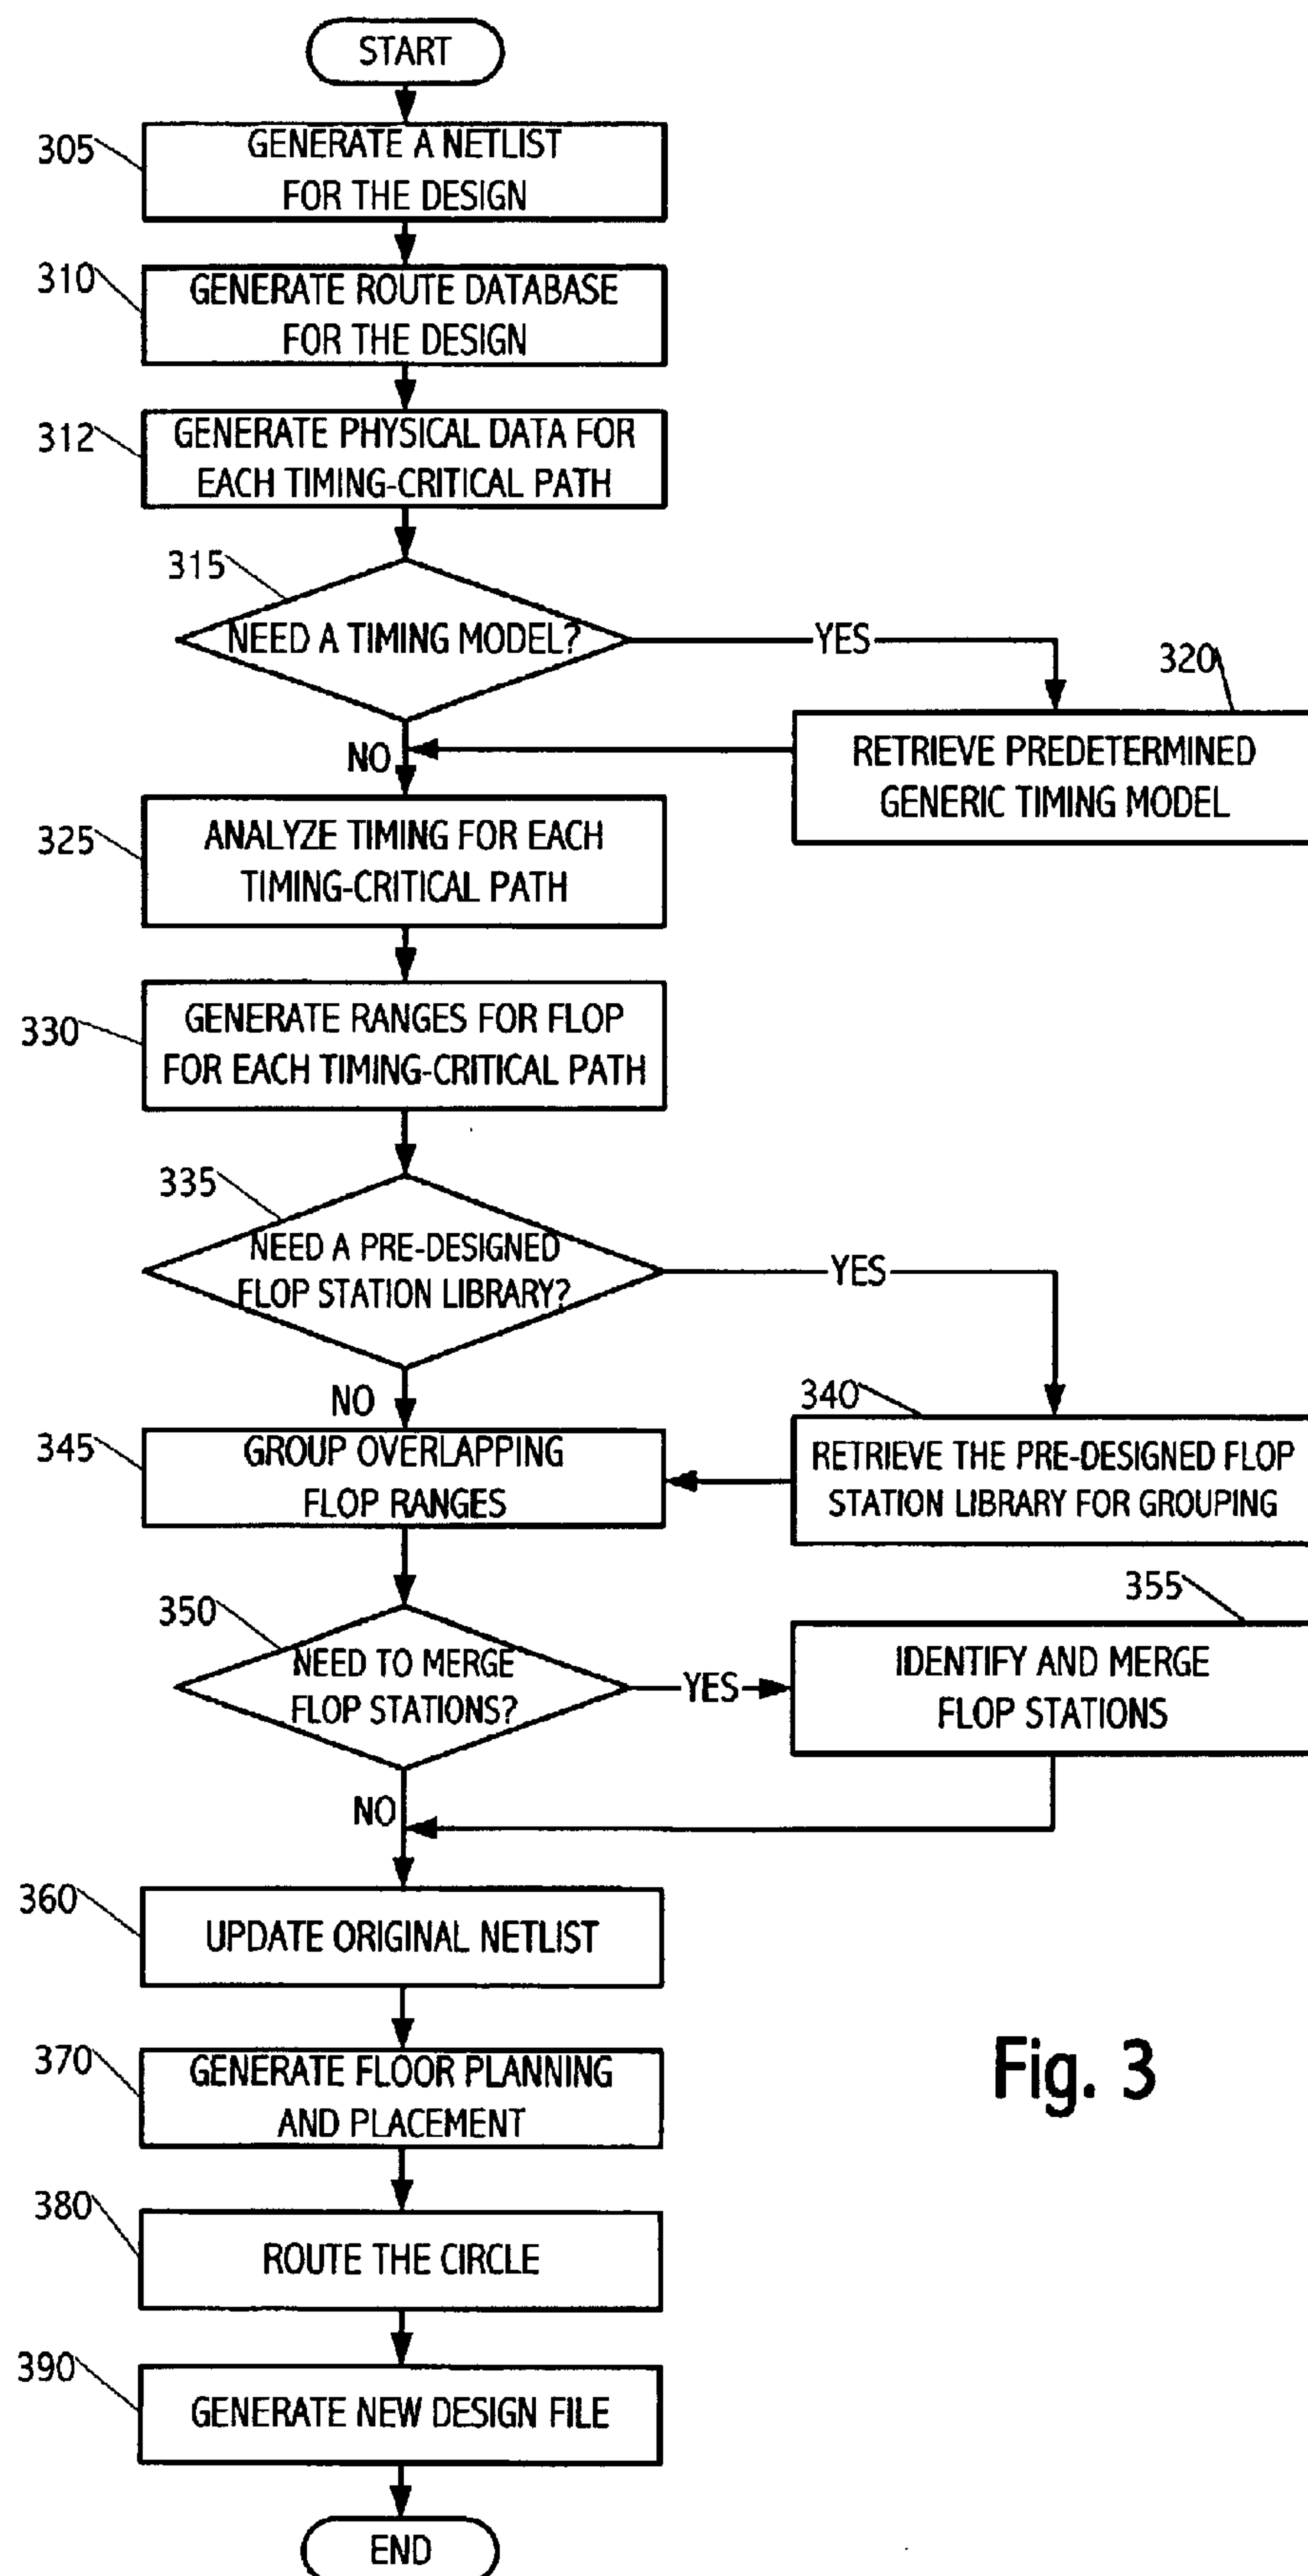 START
305
GENERATE A NETLIST
FOR THE DESIGN
310
GENERATE ROUTE DATABASE
FOR THE DESIGN
312
GENERATE PHYSICAL DATA FOR
EACH TIMING-CRITICAL PATH
315
NEED A TIMING MODEL?
YES
320
RETRIEVE PREDETERMINED
GENERIC TIMING MODEL
NO
325
ANALYZE TIMING FOR EACH
TIMING-CRITICAL PATH
330
GENERATE RANGES FOR FLOP
FOR EACH TIMING-CRITICAL PATH
335
NEED A PRE-DESIGNED
FLOP STATION LIBRARY?
YES
340
RETRIEVE THE PRE-DESIGNED FLOP
STATION LIBRARY FOR GROUPING
NO
345
GROUP OVERLAPPING
FLOP RANGES
350
NEED TO MERGE
FLOP STATIONS?
YES
355
IDENTIFY AND MERGE
FLOP STATIONS
NO
360
UPDATE ORIGINAL NETLIST
370
GENERATE FLOOR PLANNING
AND PLACEMENT
Fig. 3
380
ROUTE THE CIRCLE
390
GENERATE NEW DESIGN FILE
END